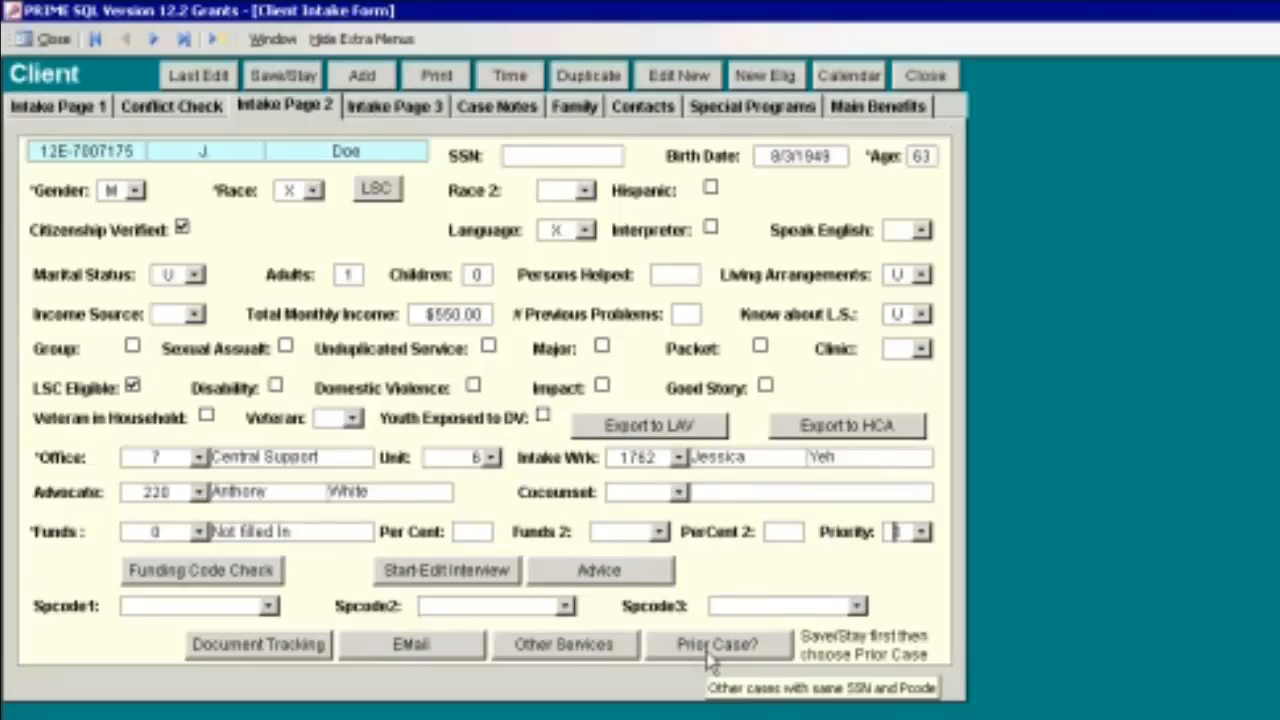 PRIME SQL Version 12.2 Grants - [Client Intake Form]
Close Window Hide Extra Menus
Client Last Edit Save/Stay Add Print Time Duplicate Edit New New Elig Calendar Close
Intake Page 1 Conflict Check Intake Page 2 Intake Page 3 Case Notes Family Contacts Special Programs Main Benefits
12E-7007175 J. Doe SSN: Birth Date: 8/3/1949 *Age: 63
*Gender: M *Race: X LSC Race 2: Hispanic:
Citizenship Verified: Language: X Interpreter: Speak English:
Marital Status: U Adults: 1 Children: 0 Persons Helped: Living Arrangements: U
Income Source: Total Monthly Income: $550.00 # Previous Problems: Know about L.S.: U
Group: Sexual Assualt: Unduplicated Service: Major: Packet: Clinic:
LSC Eligible: Disability: Domestic Violence: Impact: Good Story:
Veteran in Household: Veteran: Youth Exposed to DV: Export to LAV Export to HCA
*Office: 7 Central Support Unit: 6 Intake Wrk: 1762 Jessica Yeh
Advocate: 220 Anthony White Cocounsel:
*Funds : 0 Not filled In Per Cent: Funds 2: PerCent 2: Priority:
Funding Code Check Start-Edit Interview Advice
Spcode1: Spcode2: Spcode3:
Document Tracking EMail Other Services Prior Case? Save/Stay first then
choose Prior Case
Other cases with same SSN and Pcode